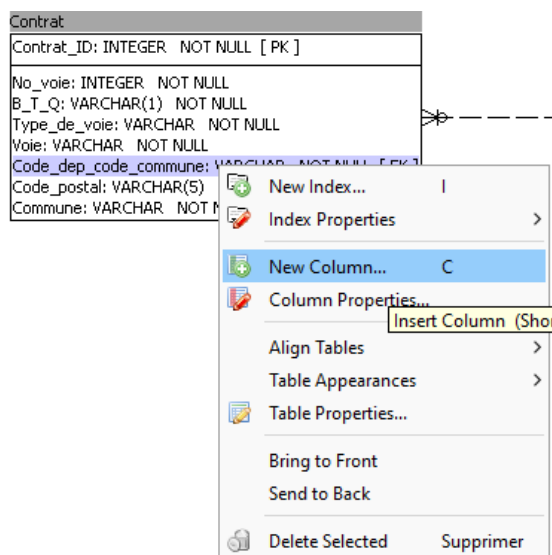 Contrat
Contrat_ID: INTEGER NOT NULL [ PK ]
No_voie: INTEGER NOT NULL
B_T_Q: VARCHAR(1) NOT NULL
Type_de_voie: VARCHAR NOT NULL
Voie: VARCHAR NOT NULL
Code_dep_code_commune: VARCHAR NOT NULL [ FK ]
Code_postal: VARCHAR(5)
Commune: VARCHAR NOT
New Index... I
Index Properties
New Column... C
Column Properties...
Insert Column (Shor
Align Tables
Table Appearances
Table Properties...
Bring to Front
Send to Back
Delete Selected Supprimer